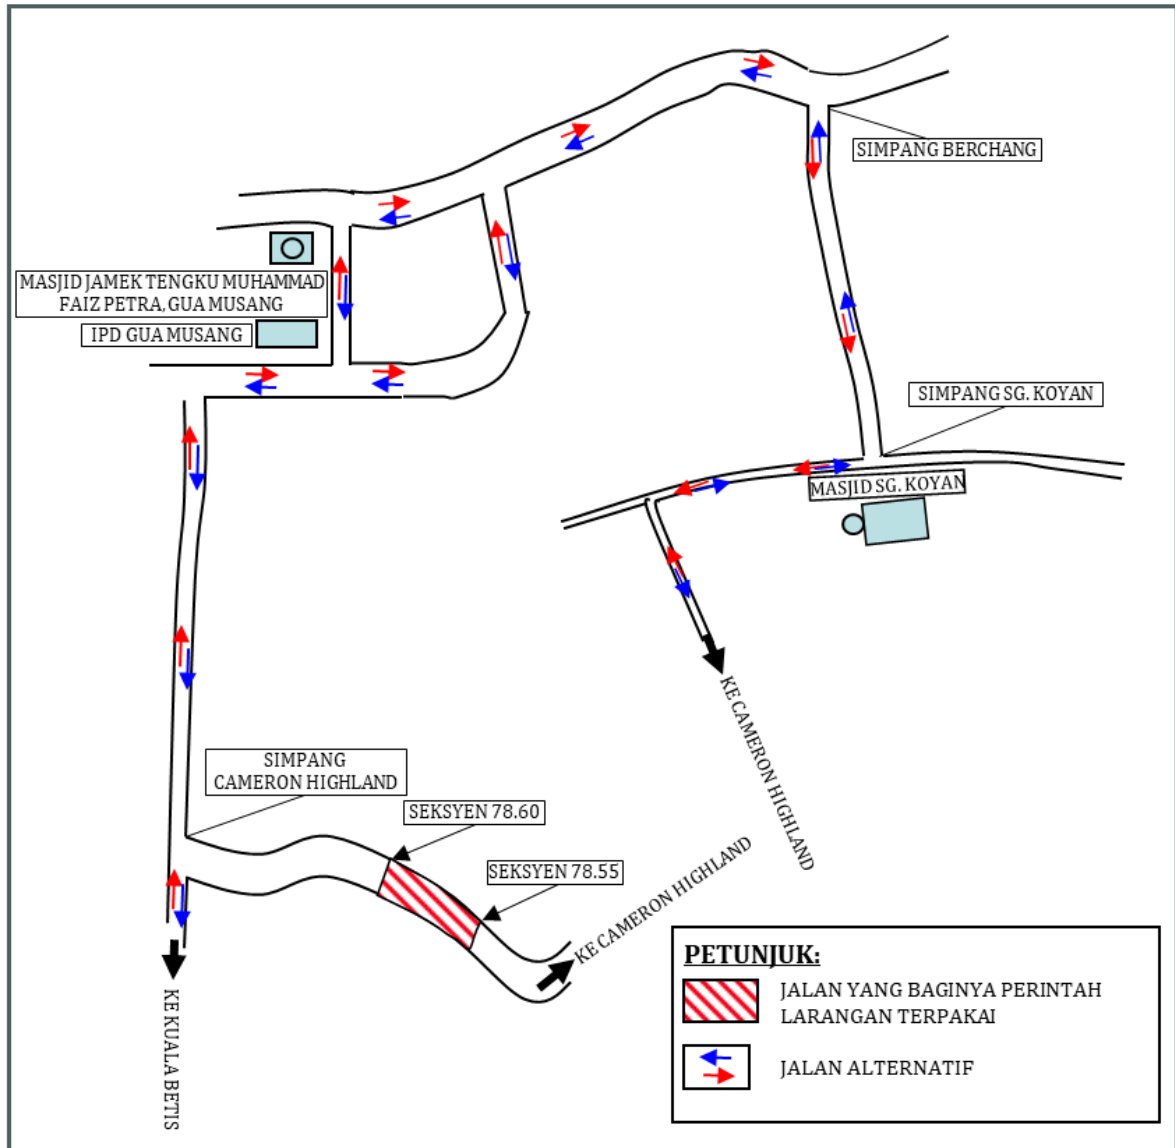 SIMPANG BERCHANG
MASJID JAMEK TENGKU MUHAMMAD
FAIZ PETRA, GUA MUSANG
IPD GUA MUSANG
SIMPANG SG. KOYAN
MASJID SG. KOYAN
KE CAMERON HIGHLAND
SIMPANG
CAMERON HIGHLAND
SEKSYEN 78.60
SEKSYEN 78.55
KE CAMERON HIGHLAND
KE KUALA BETIS
PETUNJUK:
JALAN YANG BAGINYA PERINTAH
LARANGAN TERPAKAI
JALAN ALTERNATIF